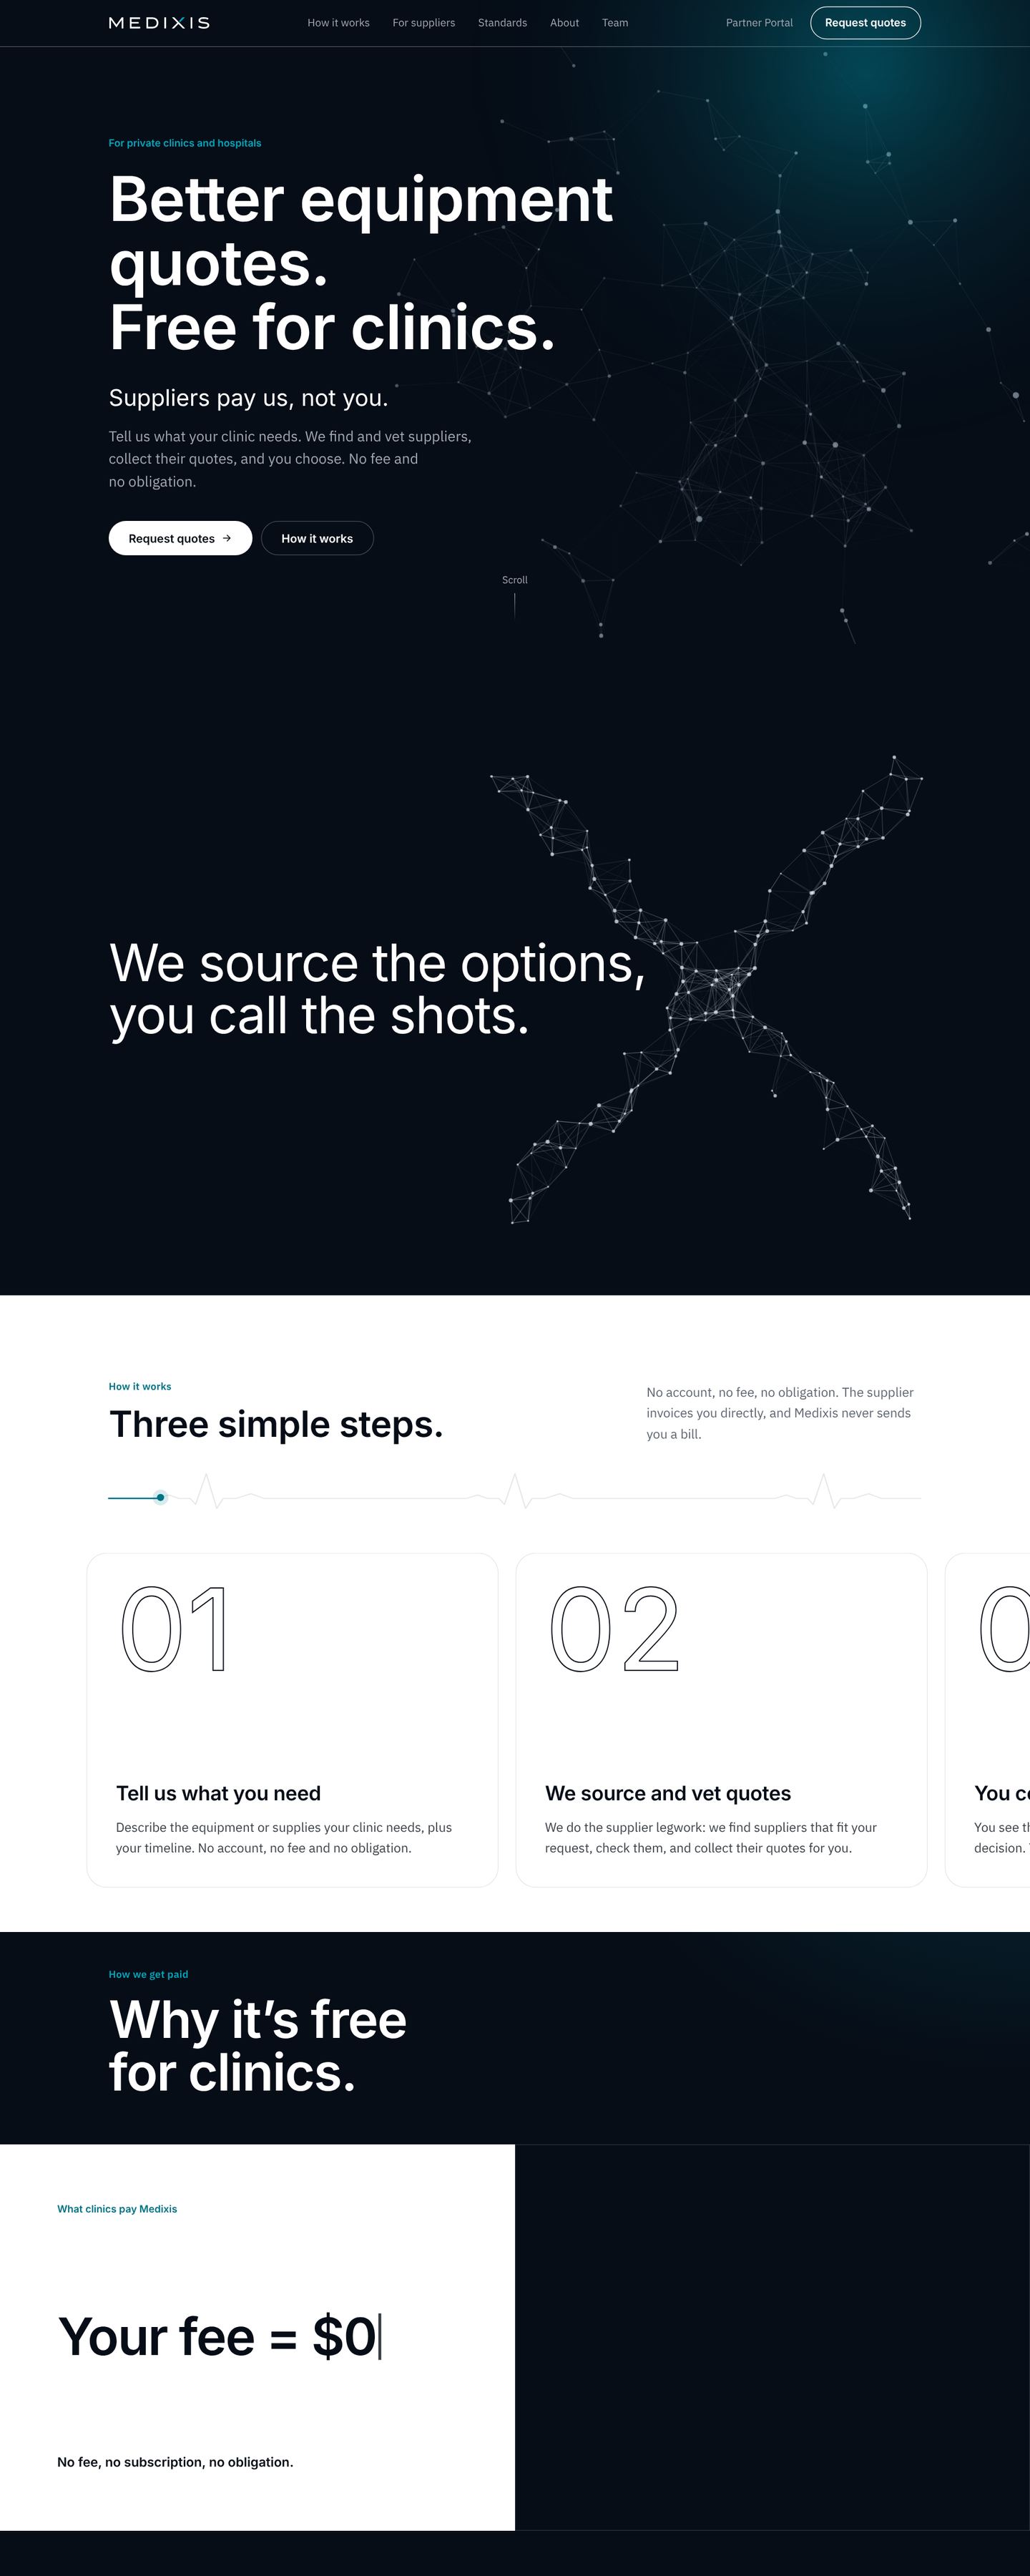 MEDIXIS
How it works
For suppliers
Standards
About
Team
Partner Portal
Request quotes
For private clinics and hospitals
Better equipment
quotes.
Free for clinics.
Suppliers pay us, not you.
Tell us what your clinic needs. We find and vet suppliers,
collect their quotes, and you choose. No fee and
no obligation.
Request quotes →
How it works
Scroll
We source the options,
you call the shots.
How it works
Three simple steps.
No account, no fee, no obligation. The supplier
invoices you directly, and Medixis never sends
you a bill.
01
Tell us what you need
Describe the equipment or supplies your clinic needs, plus
your timeline. No account, no fee and no obligation.
02
We source and vet quotes
We do the supplier legwork: we find suppliers that fit your
request, check them, and collect their quotes for you.
0
You
You see
decision.
How we get paid
Why it’s free
for clinics.
What clinics pay Medixis
Your fee = $0
No fee, no subscription, no obligation.